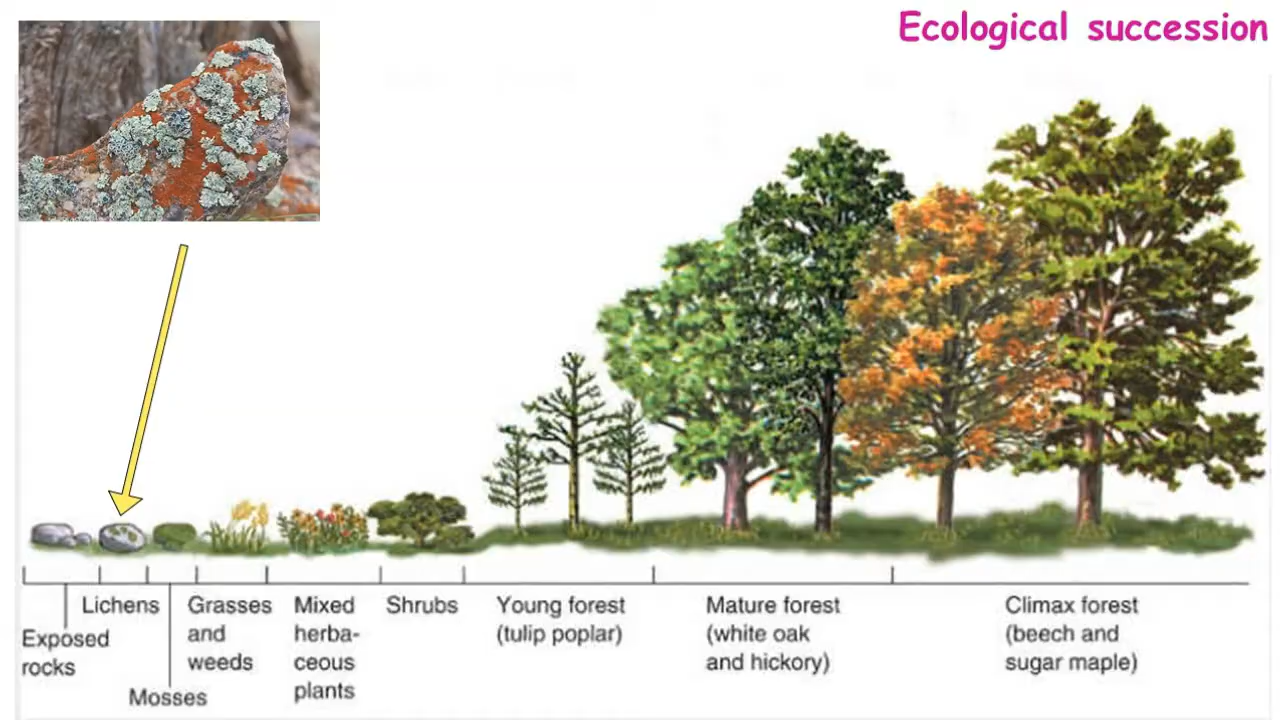 Ecological succession
Exposed
rocks
Lichens
Mosses
Grasses
and
weeds
Mixed
herba-
ceous
plants
Shrubs
Young forest
(tulip poplar)
Mature forest
(white oak
and hickory)
Climax forest
(beech and
sugar maple)